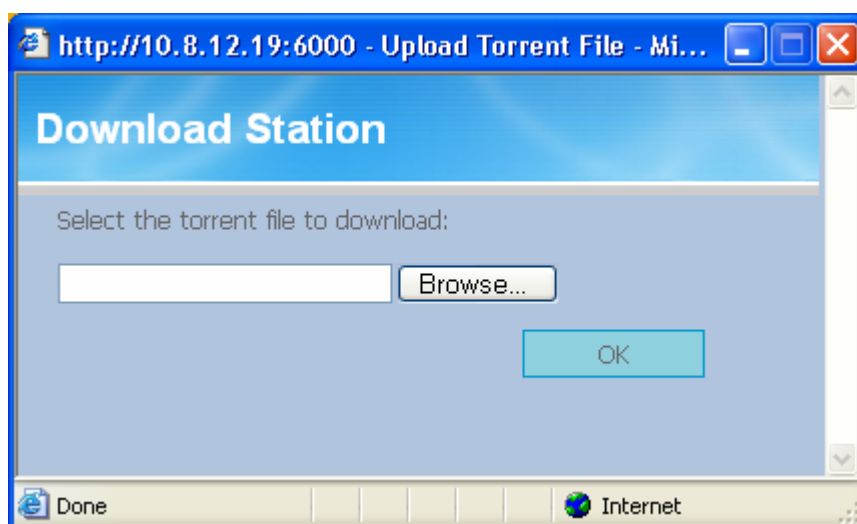 http://10.8.12.19:6000 - Upload Torrent File - Mi...
Download Station
Select the torrent file to download:
Browse...
OK
Done
Internet